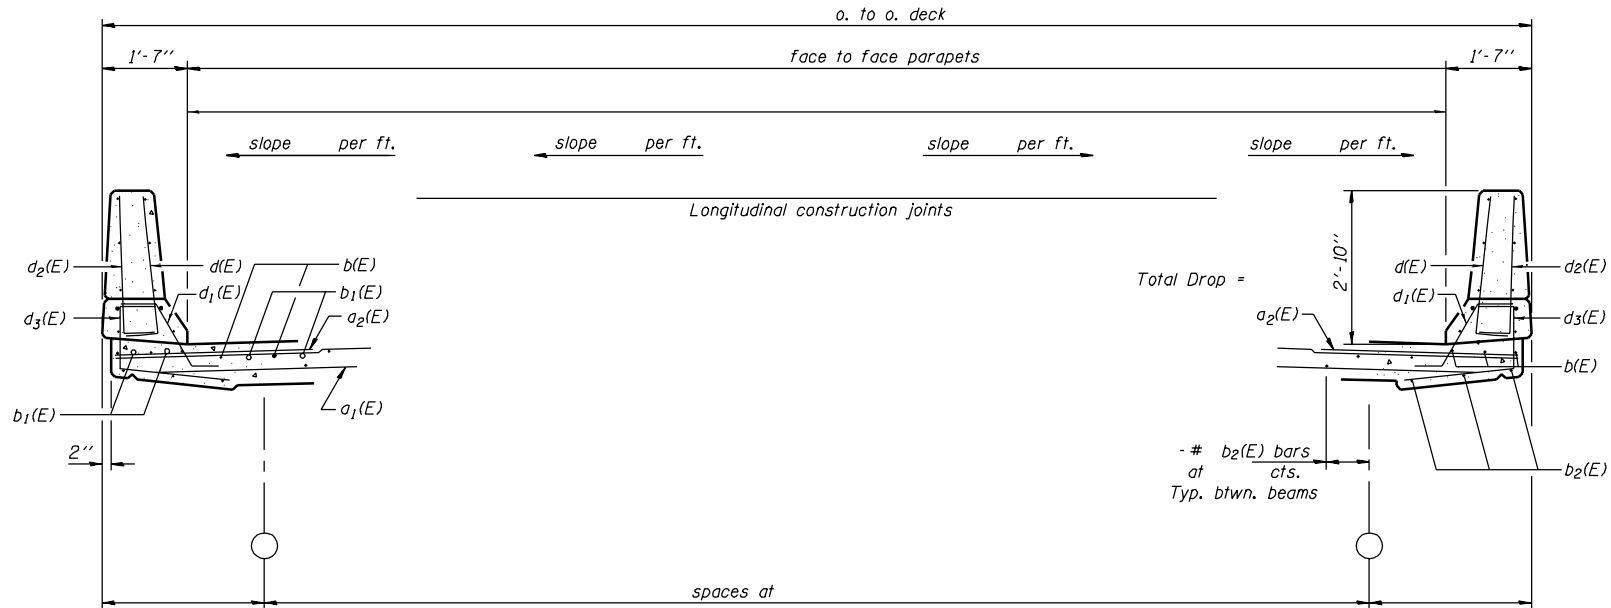 o. to o. deck
1'-7"
face to face parapets
1'-7"
slope per ft.
slope per ft.
slope per ft.
slope per ft.
Longitudinal construction joints
d2(E)
d(E)
b(E)
d1(E)
b1(E)
d3(E)
a2(E)
b1(E)
a1(E)
2"
Total Drop =
2'-10"
d(E)
d2(E)
d1(E)
a2(E)
d3(E)
b(E)
- # b2(E) bars
at cts.
Typ. btwn. beams
b2(E)
spaces at